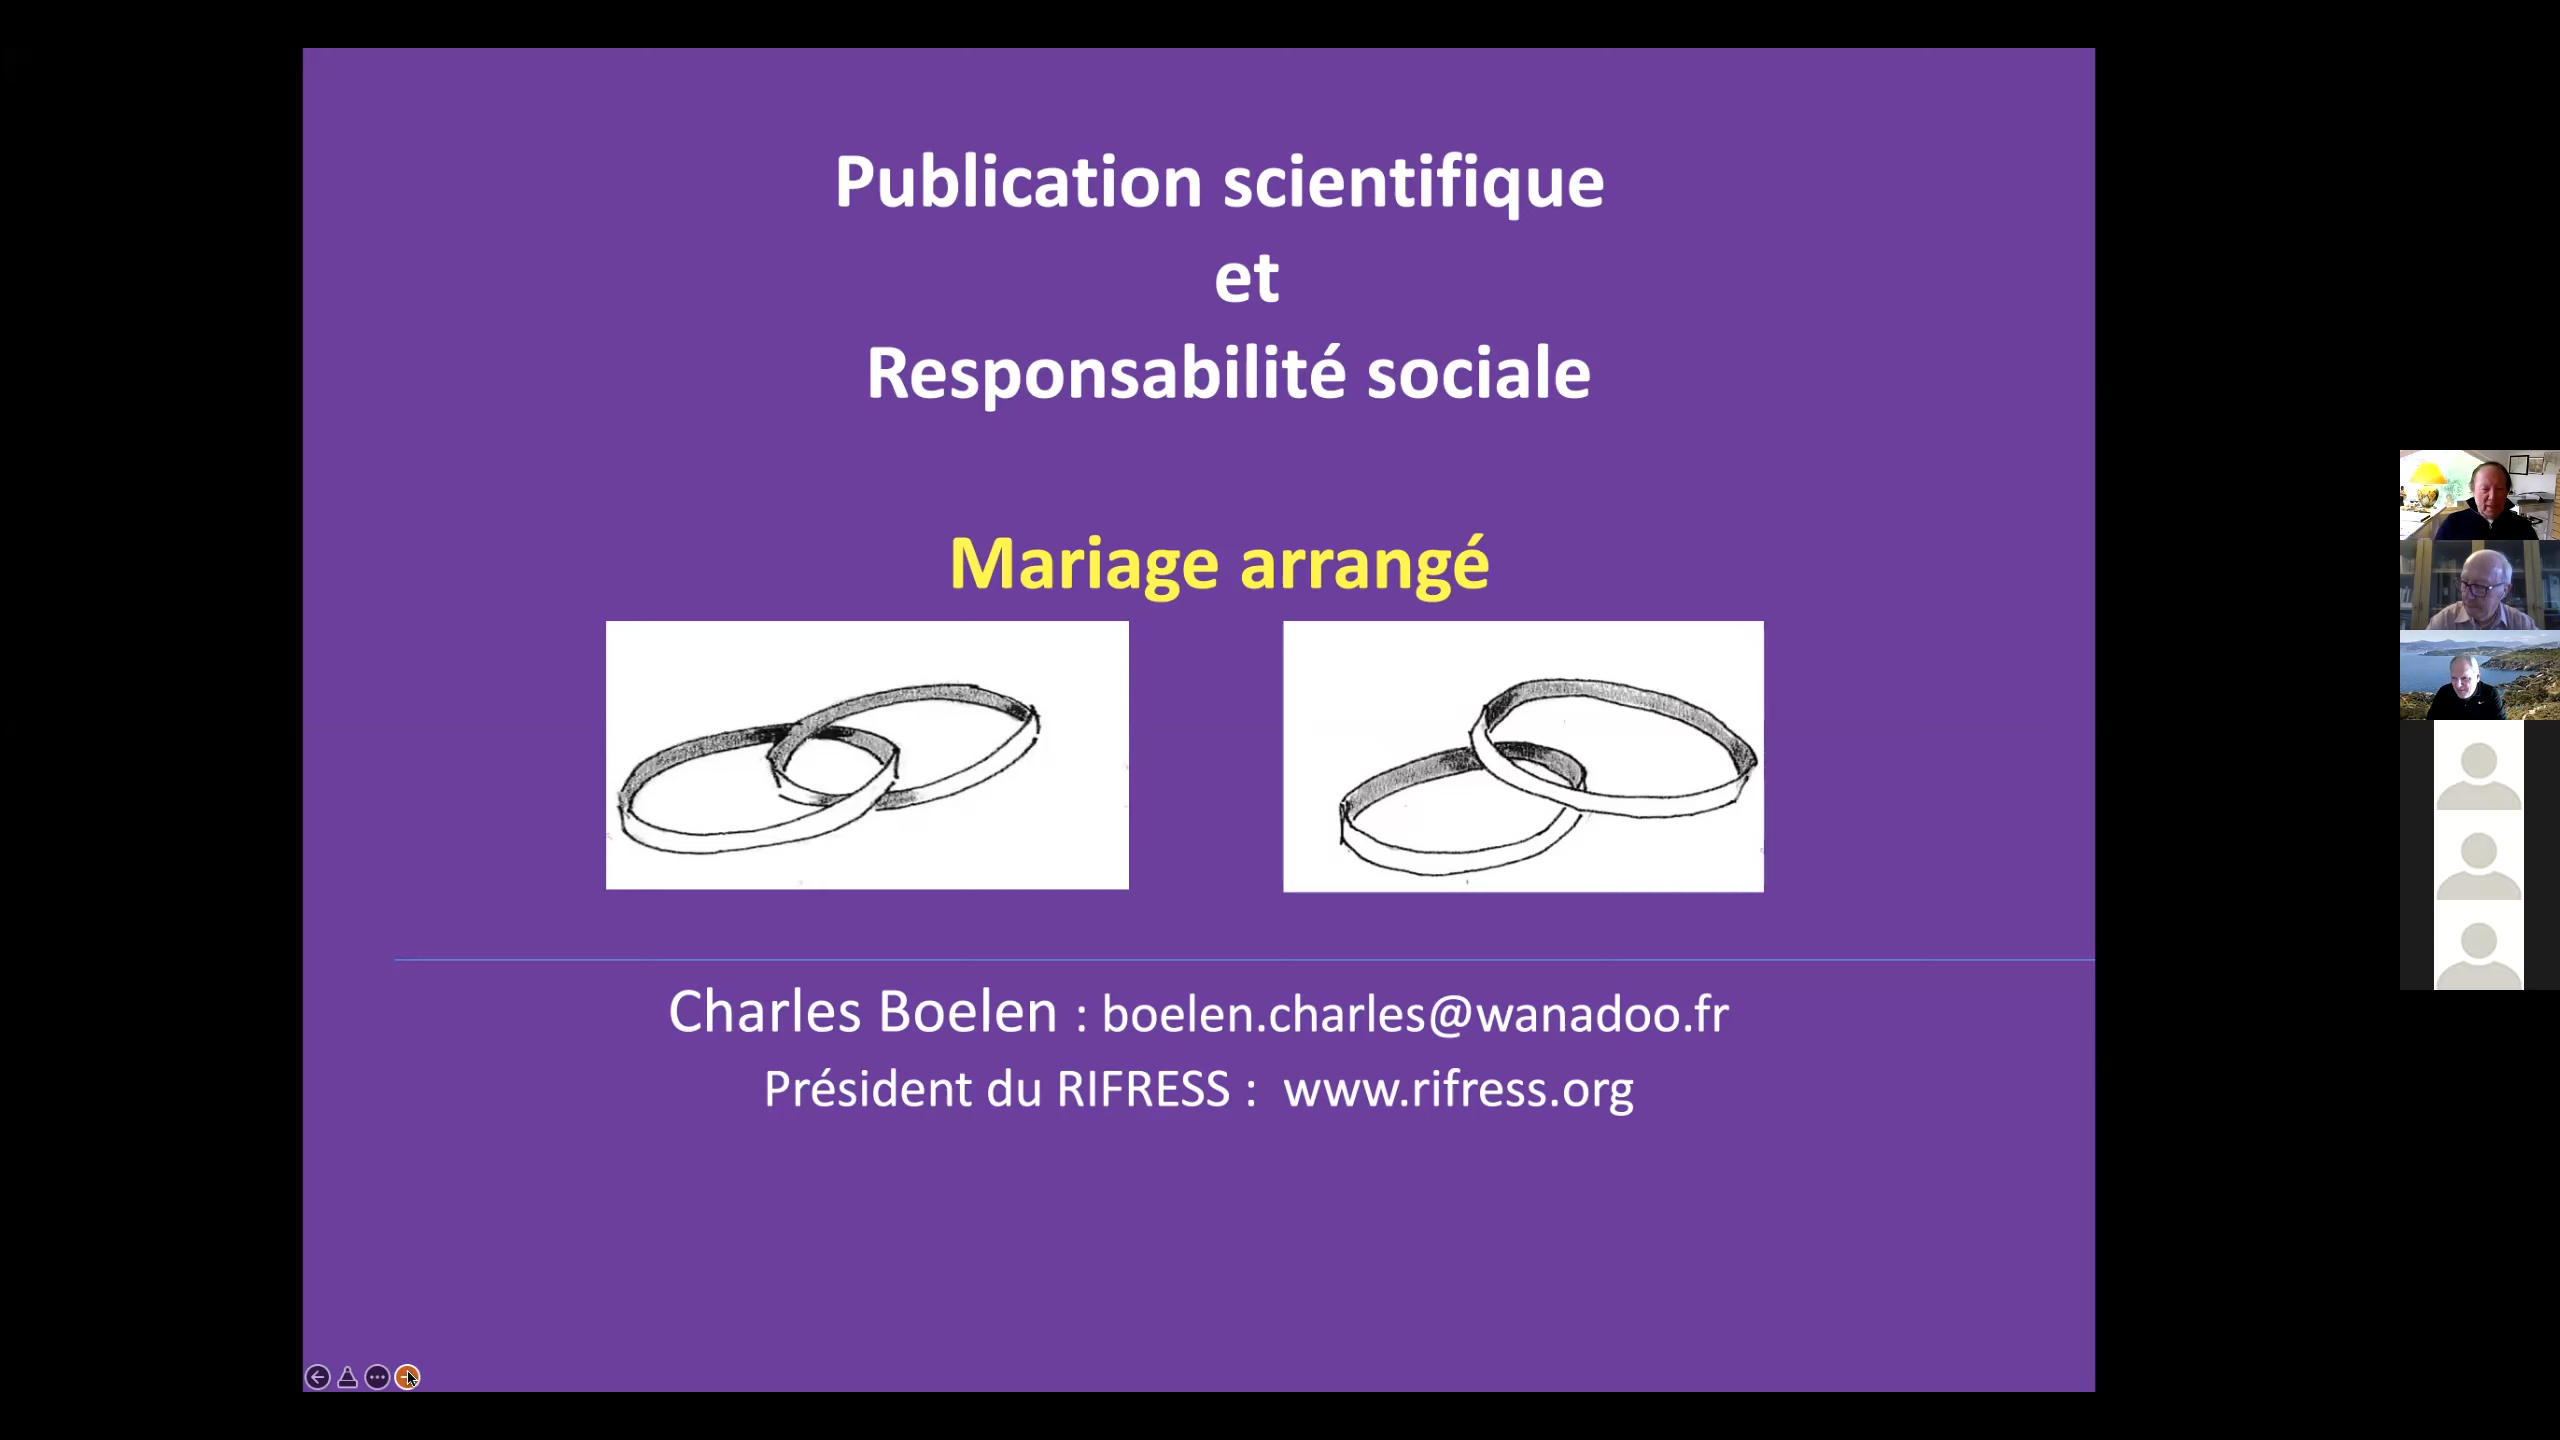 Publication scientifique
et
Responsabilité sociale
Mariage arrangé
Charles Boelen : boelen.charles@wanadoo.fr
Président du RIFRESS : www.rifress.org